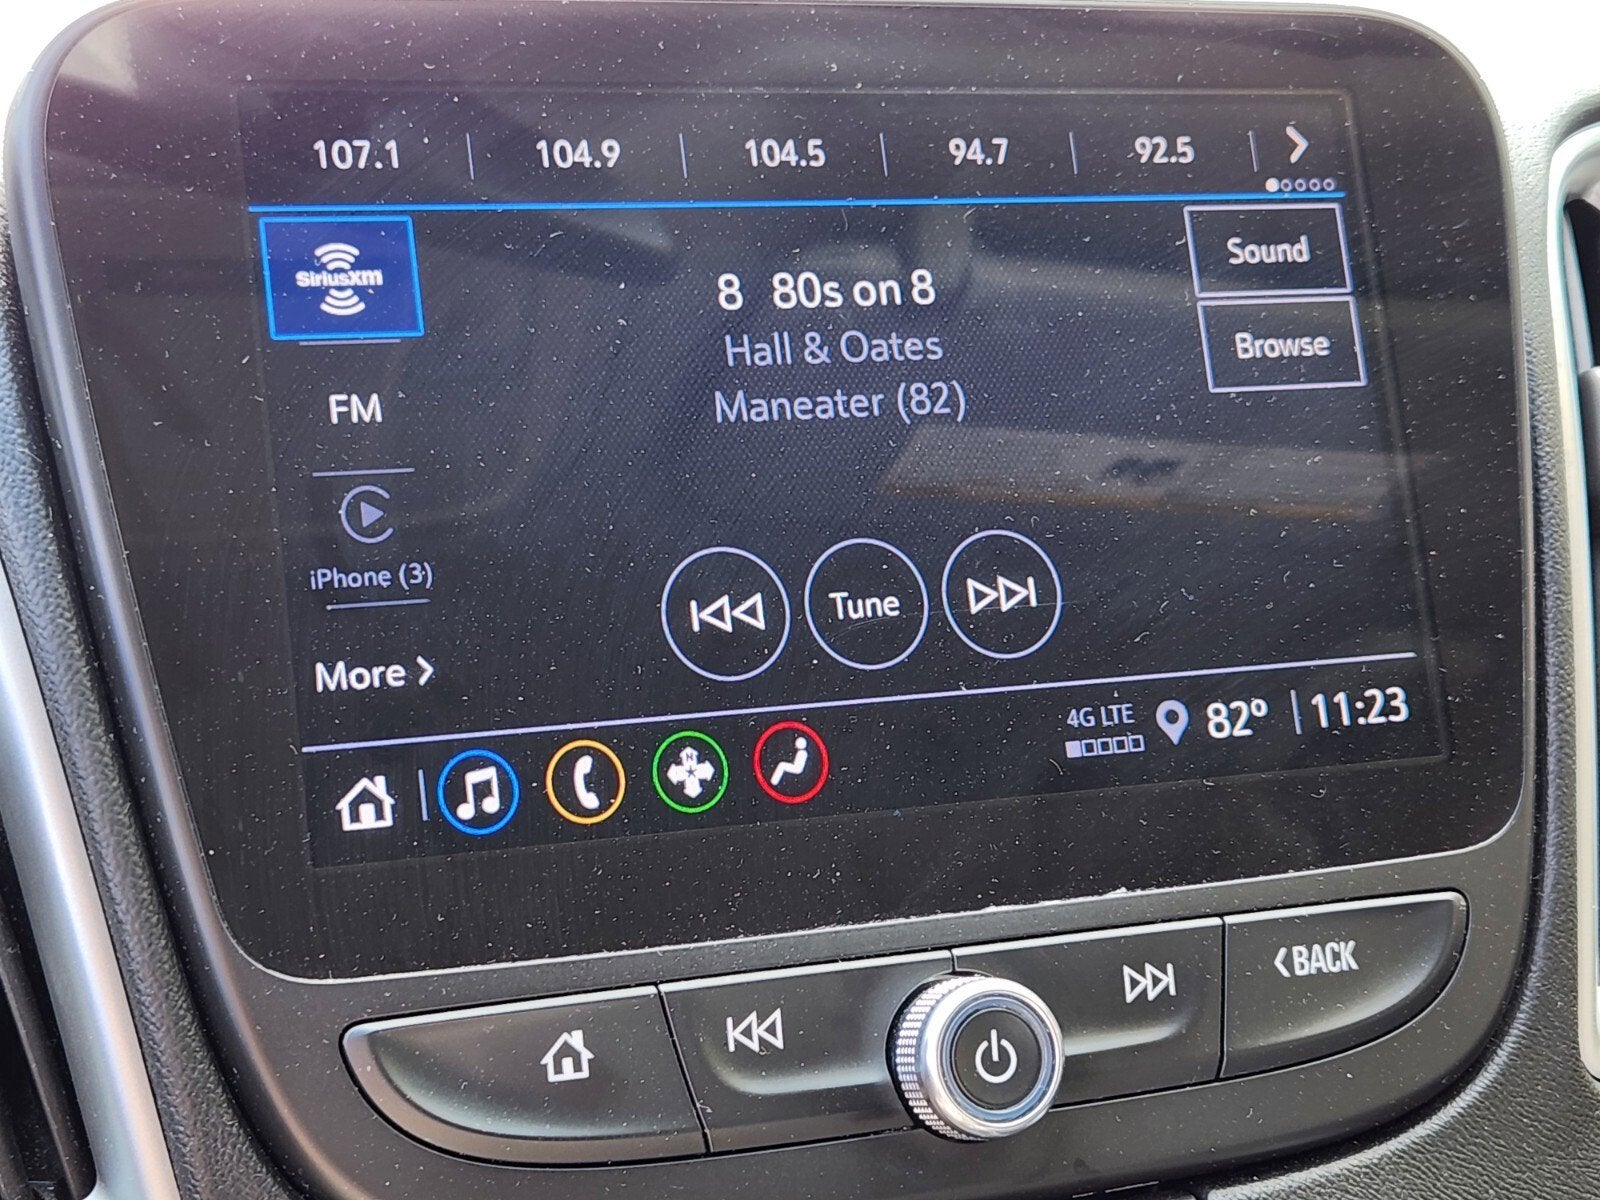 107.1 104.9 104.5 94.7 92.5
SiriusXM
8 80s on 8
Sound
Hall & Oates
Browse
Maneater (82)
FM
iPhone (3)
Tune
More
4G LTE 82° 11:23
N
BACK